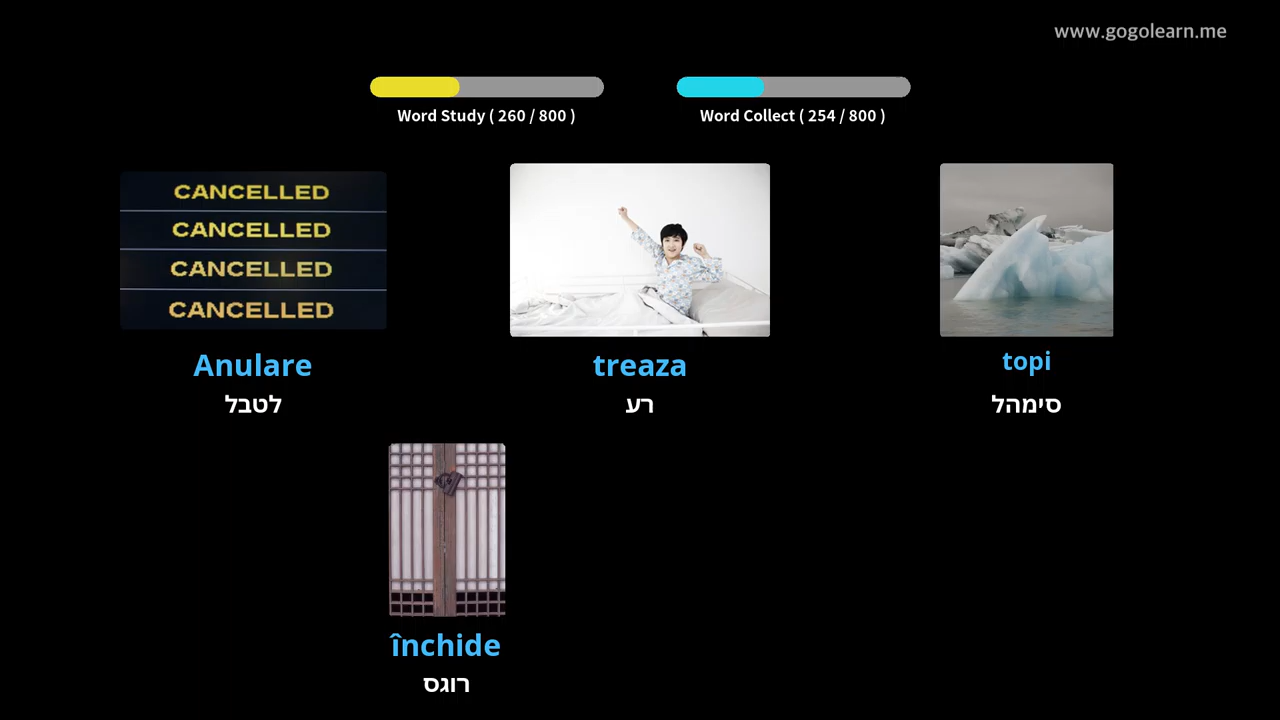 www.gogolearn.me
Word Study ( 260 / 800 )
Word Collect ( 254 / 800 )
CANCELLED
CANCELLED
CANCELLED
CANCELLED
Anulare
לטבל
treaza
רע
topi
סימהל
închide
רוגס